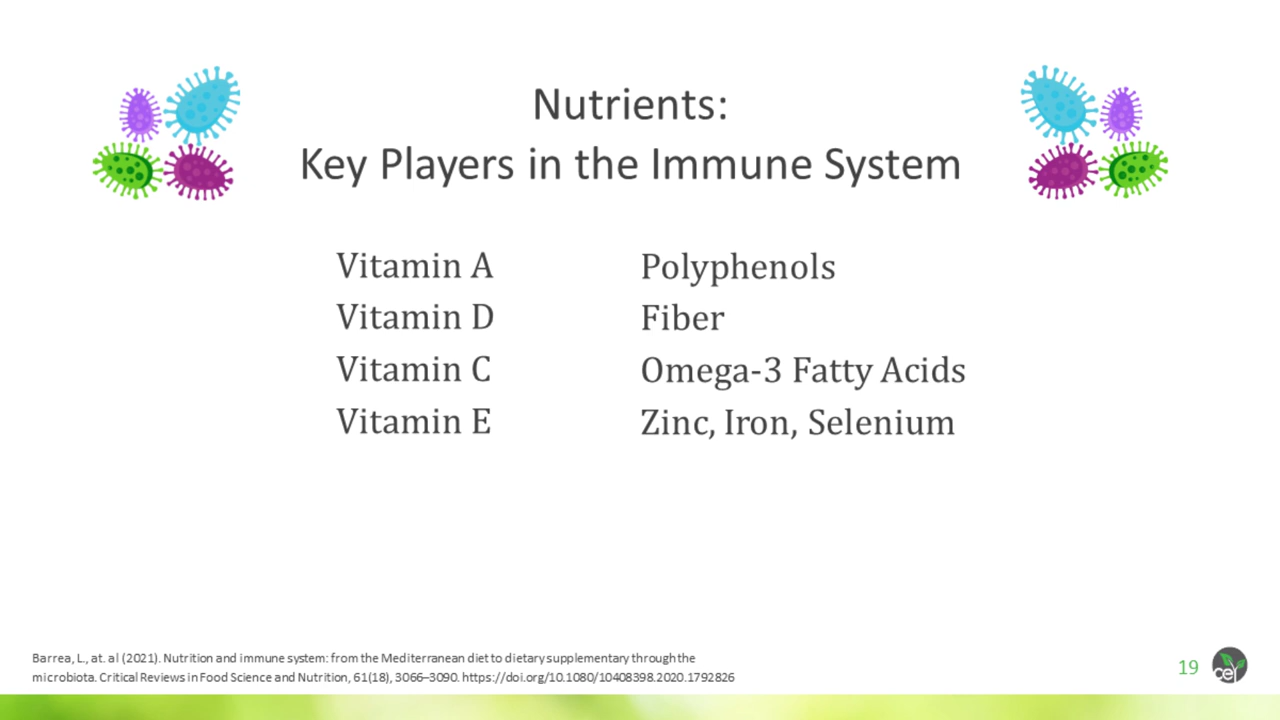 Nutrients:
Key Players in the Immune System
Vitamin A
Vitamin D
Vitamin C
Vitamin E
Polyphenols
Fiber
Omega-3 Fatty Acids
Zinc, Iron, Selenium
Barrea, L., at. al (2021). Nutrition and immune system: from the Mediterranean diet to dietary supplementary through the
microbiota. Critical Reviews in Food Science and Nutrition, 61(18), 3066–3090. https://doi.org/10.1080/10408398.2020.1792826
19
cei